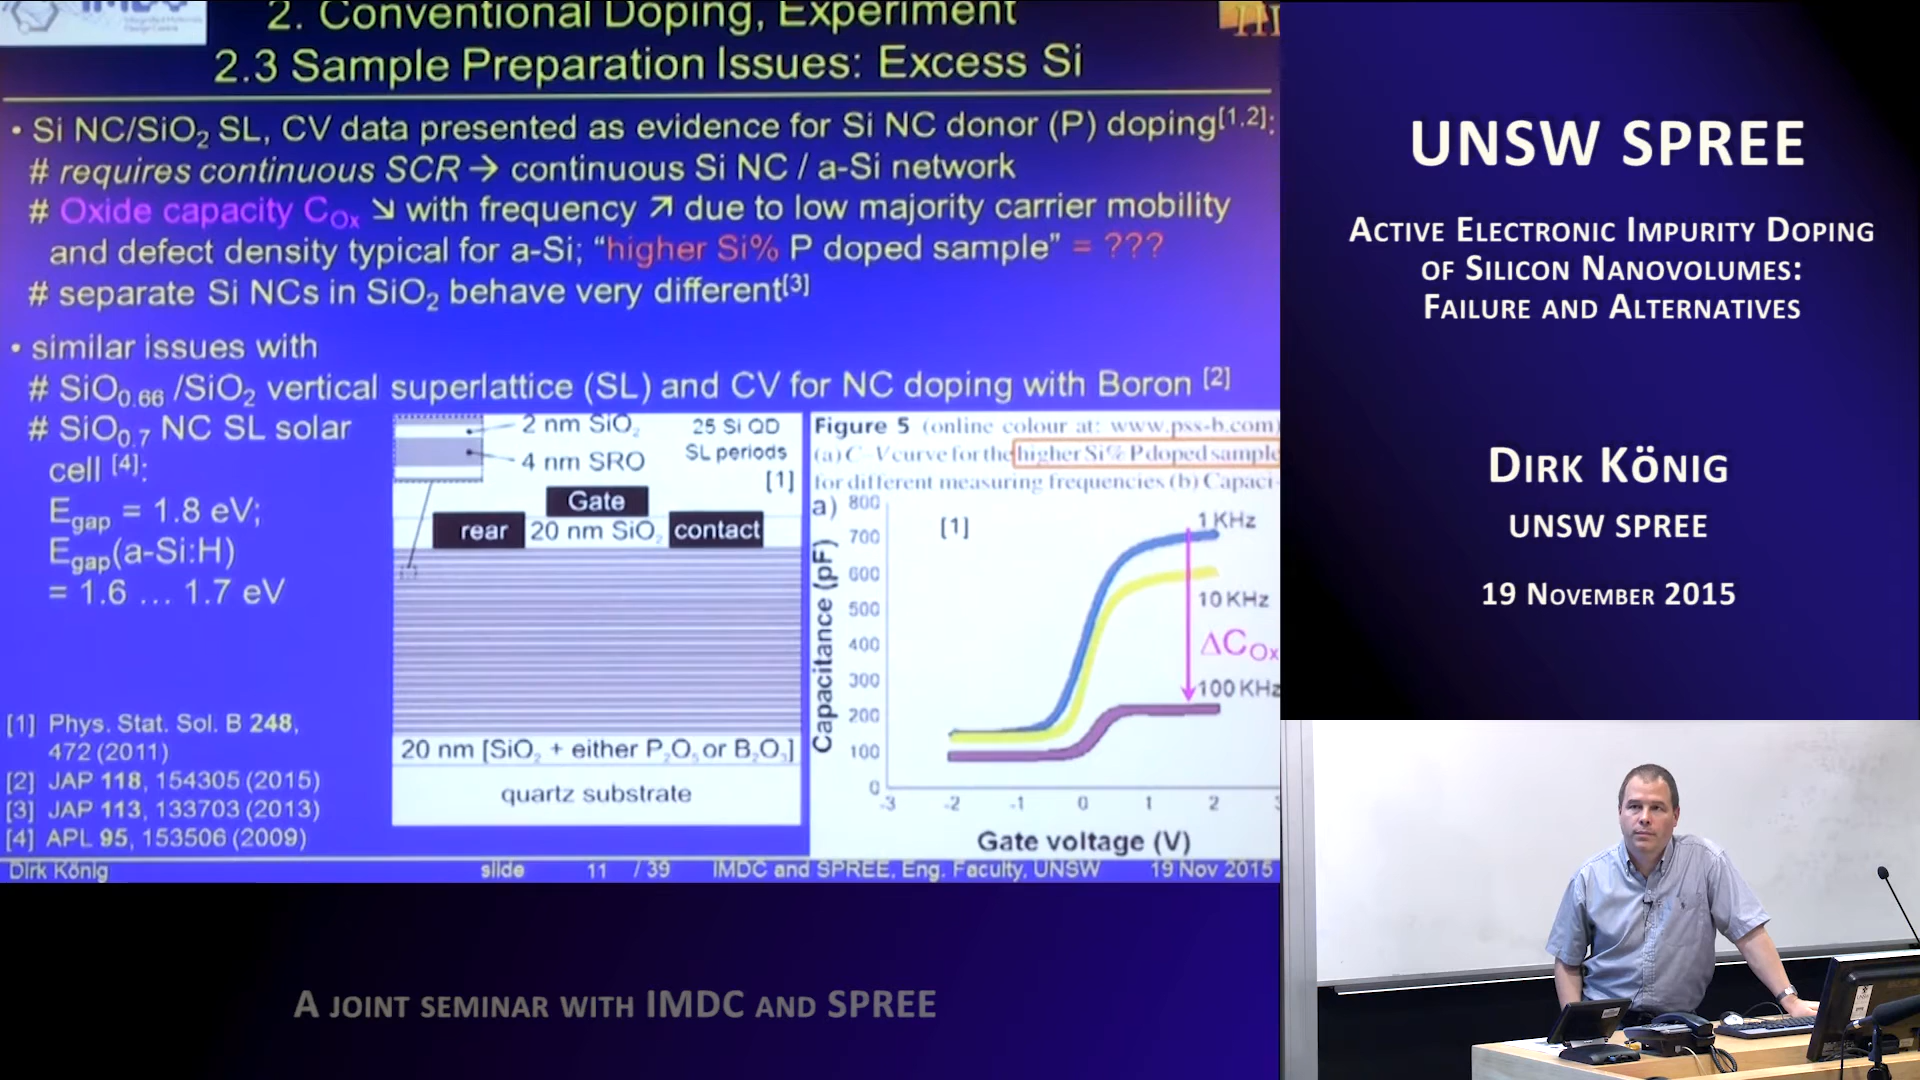 2. Conventional Doping, Experiment
2.3 Sample Preparation Issues: Excess Si
• Si NC/SiO₂ SL, CV data presented as evidence for Si NC donor (P) doping[1,2]:
# requires continuous SCR → continuous Si NC / a-Si network
# Oxide capacity COx ↘ with frequency ↗ due to low majority carrier mobility
and defect density typical for a-Si; “higher Si% P doped sample” = ???
# separate Si NCs in SiO₂ behave very different[3]
• similar issues with
# SiO0.66 /SiO₂ vertical superlattice (SL) and CV for NC doping with Boron [2]
# SiO0.7 NC SL solar
cell [4]:
Egap = 1.8 eV;
Egap(a-Si:H)
= 1.6 ... 1.7 eV
[1] Phys. Stat. Sol. B 248,
472 (2011)
[2] JAP 118, 154305 (2015)
[3] JAP 113, 133703 (2013)
[4] APL 95, 153506 (2009)
2 nm SiO₂
4 nm SRO
25 Si QD
SL periods
[1]
Gate
rear 20 nm SiO₂ contact
20 nm [SiO₂ + either P₂O₅ or B₂O₃]
quartz substrate
Figure 5 (online colour at: www.pss-b.com)
(a) C–V curve for the higher Si% P doped sample
for different measuring frequencies (b) Capaci-
a)
Capacitance (pF)
800
700
600
500
400
300
200
100
0
[1]
1 KHz
10 KHz
ΔCOx
100 KHz
-3 -2 -1 0 1 2 3
Gate voltage (V)
Dirk König slide 11 / 39 IMDC and SPREE, Eng. Faculty, UNSW 19 Nov 2015
UNSW SPREE
Active Electronic Impurity Doping
of Silicon Nanovolumes:
Failure and Alternatives
Dirk König
UNSW SPREE
19 November 2015
A joint seminar with IMDC and SPREE